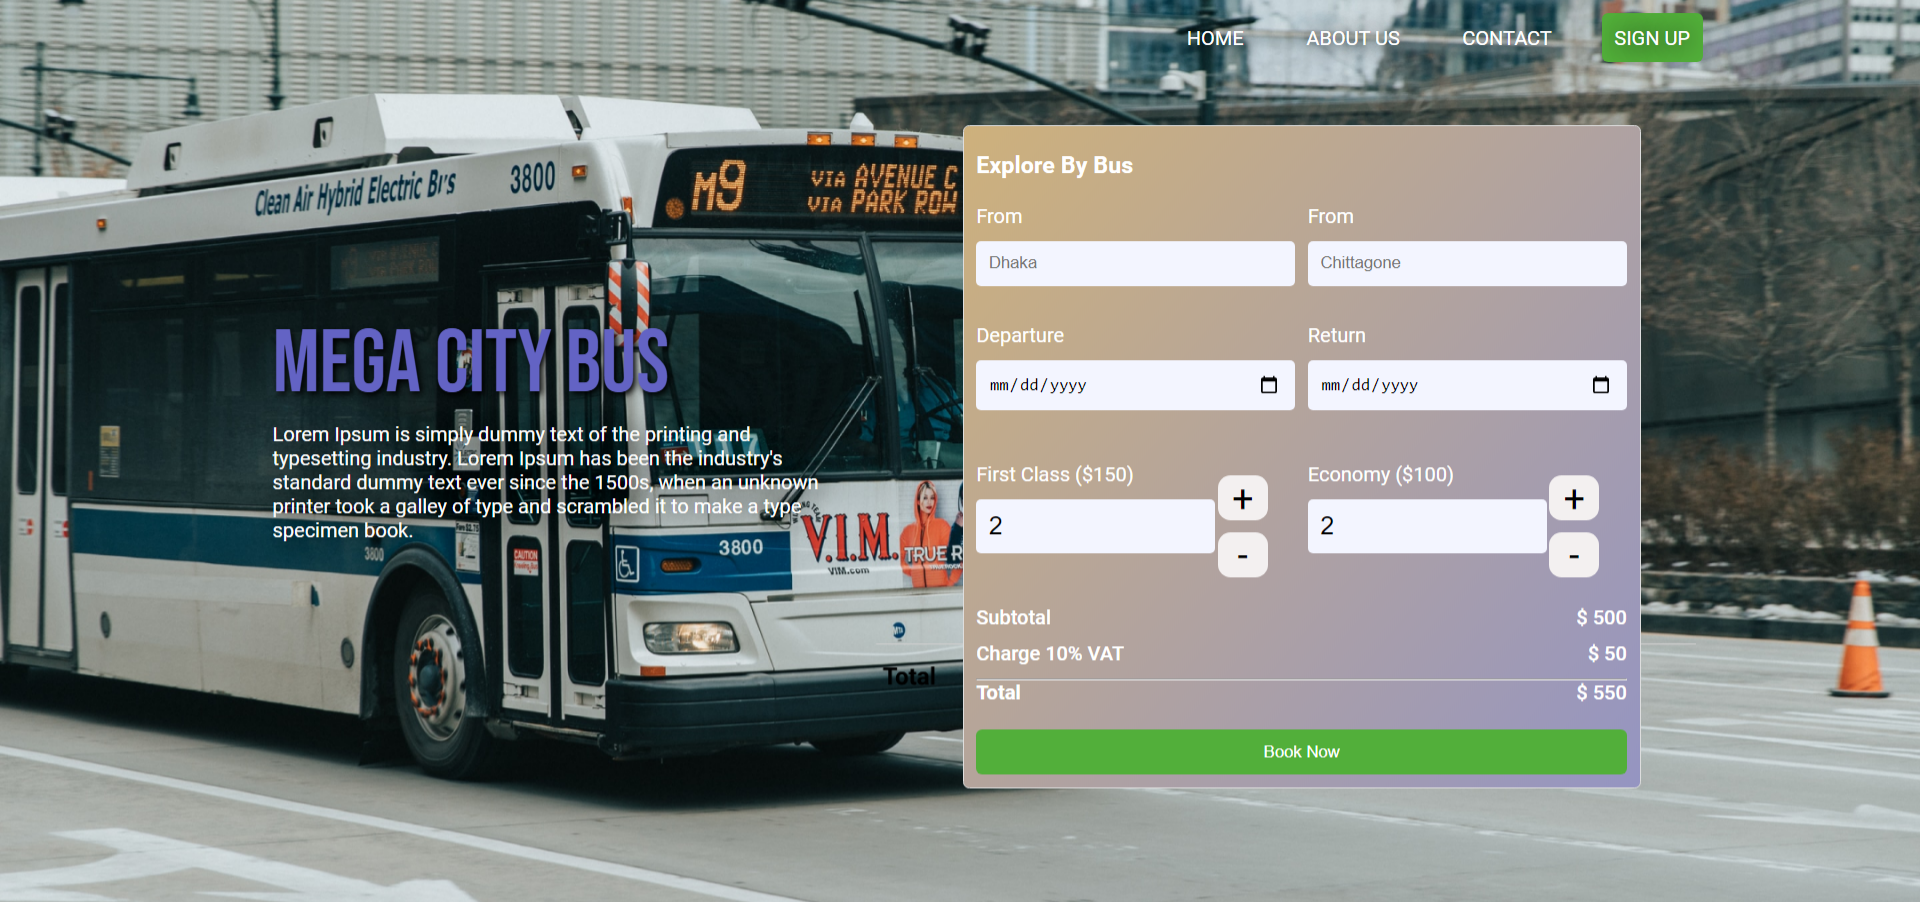 HOME ABOUT US CONTACT SIGN UP
Clean Air Hybrid Electric Bus 3800
M9 VIA AVENUE C
VIA PARK ROW
MEGA CITY BUS
Lorem Ipsum is simply dummy text of the printing and
typesetting industry. Lorem Ipsum has been the industry's
standard dummy text ever since the 1500s, when an unknown
printer took a galley of type and scrambled it to make a type
specimen book.
3800
CAUTION
3800
V.I.M.
VIM.com
TRUE R
MTA
Total
Explore By Bus
From From
Dhaka Chittagone
Departure Return
mm/dd/yyyy mm/dd/yyyy
First Class ($150) Economy ($100)
2 + 2 +
- -
Subtotal $ 500
Charge 10% VAT $ 50
Total $ 550
Book Now